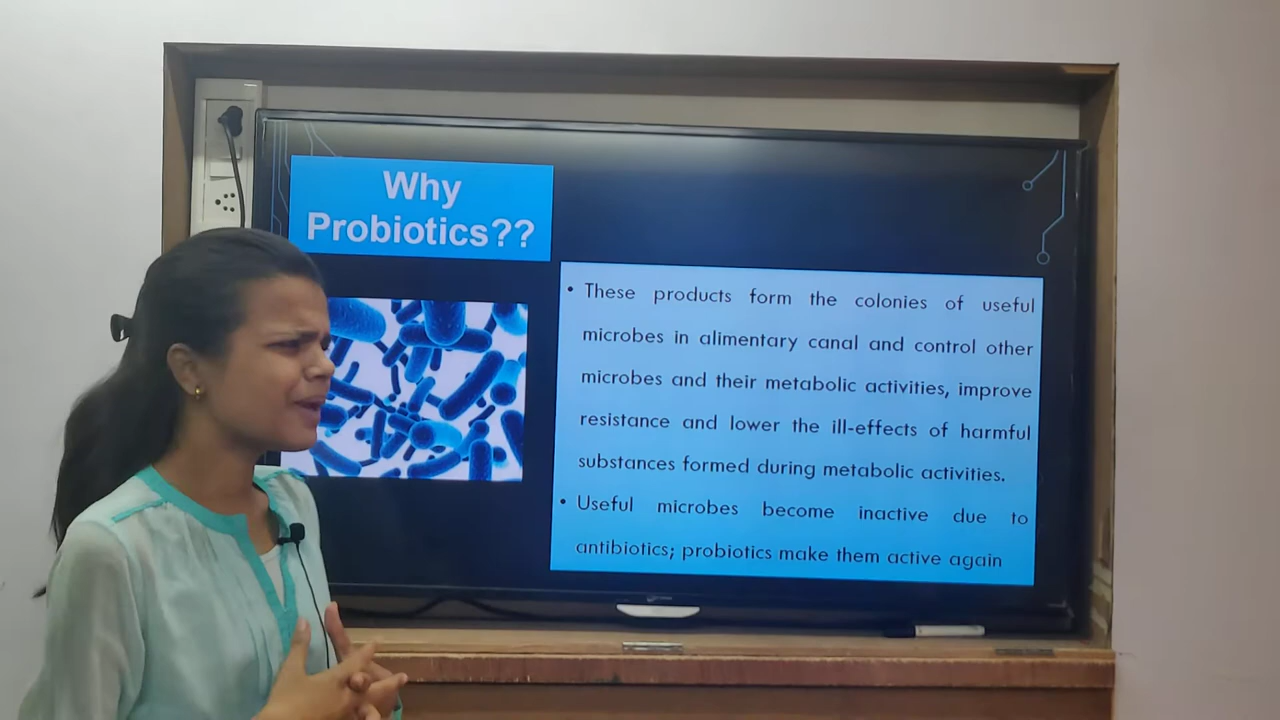 Why
Probiotics??
• These products form the colonies of useful
microbes in alimentary canal and control other
microbes and their metabolic activities, improve
resistance and lower the ill-effects of harmful
substances formed during metabolic activities.
• Useful microbes become inactive due to
antibiotics; probiotics make them active again